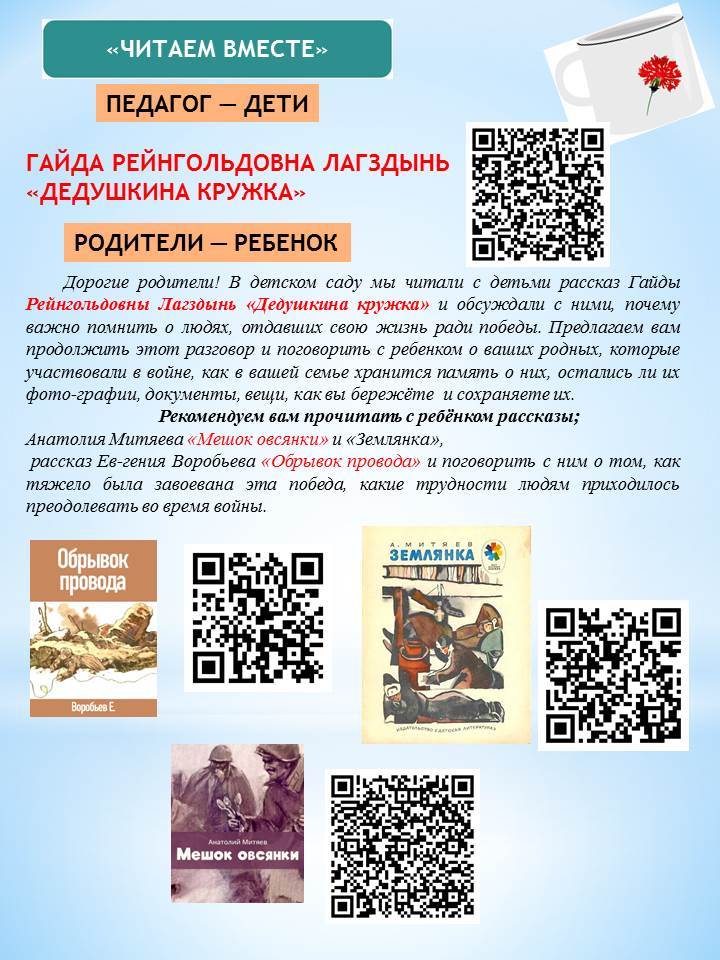 «ЧИТАЕМ ВМЕСТЕ»
ПЕДАГОГ — ДЕТИ
ГАЙДА РЕЙНГОЛЬДОВНА ЛАГЗДЫНЬ
«ДЕДУШКИНА КРУЖКА»
РОДИТЕЛИ — РЕБЕНОК
Дорогие родители! В детском саду мы читали с детьми рассказ Гайды
Рейнгольдовны Лагздынь «Дедушкина кружка» и обсуждали с ними, почему
важно помнить о людях, отдавших свою жизнь ради победы. Предлагаем вам
продолжить этот разговор и поговорить с ребенком о ваших родных, которые
участвовали в войне, как в вашей семье хранится память о них, остались ли их
фото-графии, документы, вещи, как вы бережёте и сохраняете их.
Рекомендуем вам прочитать с ребёнком рассказы;
Анатолия Митяева «Мешок овсянки» и «Землянка»,
рассказ Ев-гения Воробьева «Обрывок провода» и поговорить с ним о том, как
тяжело была завоевана эта победа, какие трудности людям приходилось
преодолевать во время войны.
Обрывок
провода
Воробьев Е.
А. МИТЯЕВ
ЗЕМЛЯНКА
ИЗДАТЕЛЬСТВО «ДЕТСКАЯ ЛИТЕРАТУРА»
Анатолий Митяев
Мешок овсянки